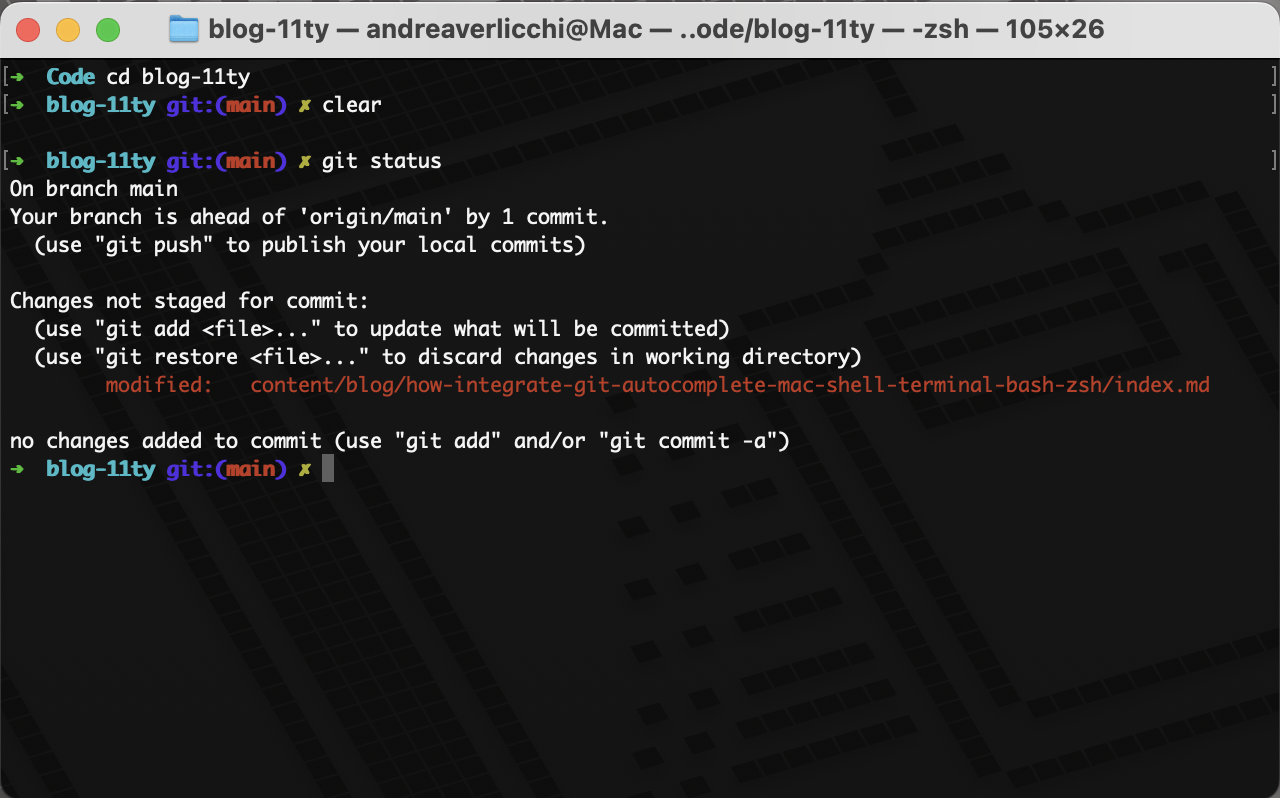 blog-11ty — andreaverlicchi@Mac — ..ode/blog-11ty — -zsh — 105×26
[➜  Code cd blog-11ty ]
[➜  blog-11ty git:(main) ✗ clear ]
[➜  blog-11ty git:(main) ✗ git status ]
On branch main
Your branch is ahead of 'origin/main' by 1 commit.
  (use "git push" to publish your local commits)
Changes not staged for commit:
  (use "git add <file>..." to update what will be committed)
  (use "git restore <file>..." to discard changes in working directory)
        modified:   content/blog/how-integrate-git-autocomplete-mac-shell-terminal-bash-zsh/index.md
no changes added to commit (use "git add" and/or "git commit -a")
➜  blog-11ty git:(main) ✗